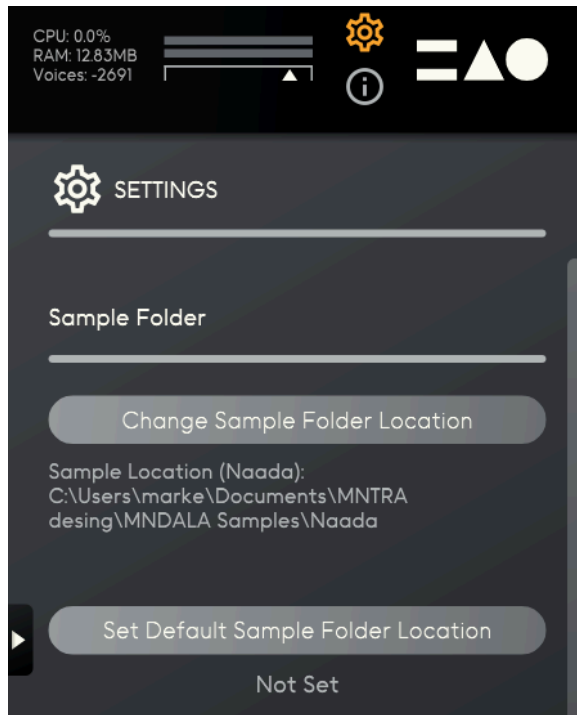 CPU: 0.0%
RAM: 12.83MB
Voices: -2691
SETTINGS
Sample Folder
Change Sample Folder Location
Sample Location (Naada):
C:\Users\marke\Documents\MNTRA
desing\MNDALA Samples\Naada
Set Default Sample Folder Location
Not Set